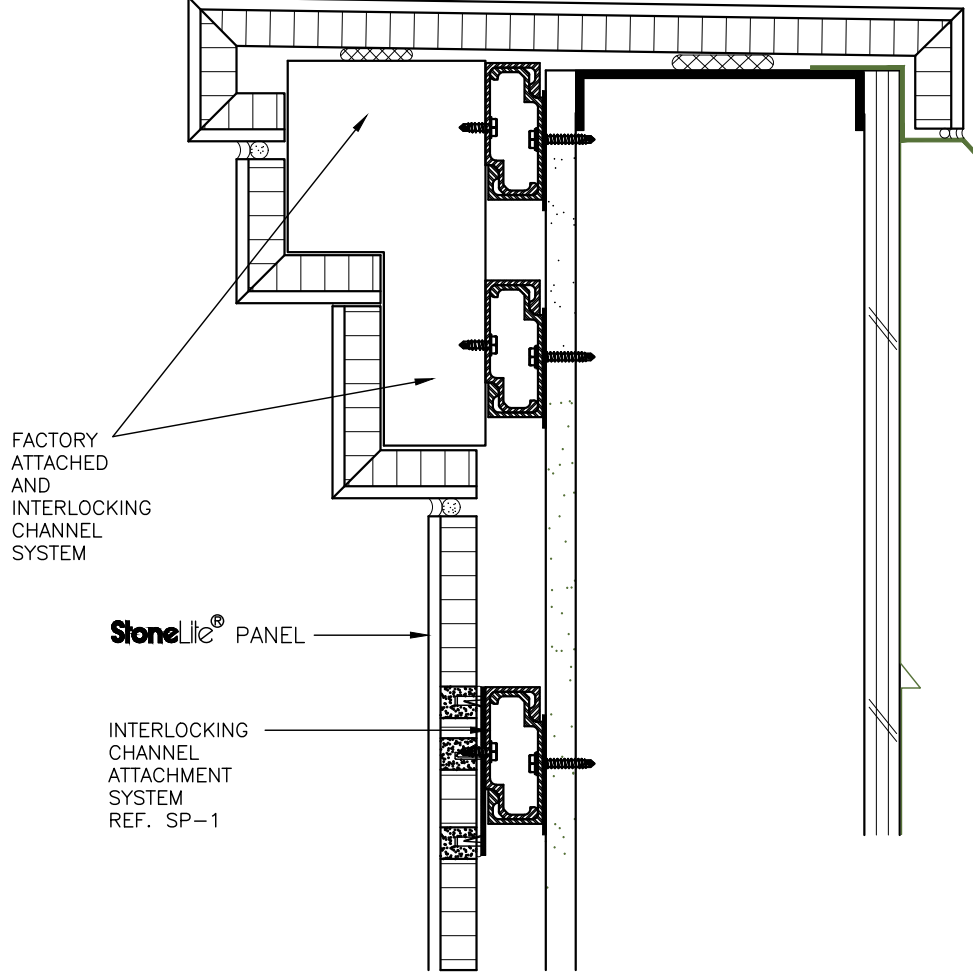 FACTORY
ATTACHED
AND
INTERLOCKING
CHANNEL
SYSTEM
StoneLite® PANEL
INTERLOCKING
CHANNEL
ATTACHMENT
SYSTEM
REF. SP-1